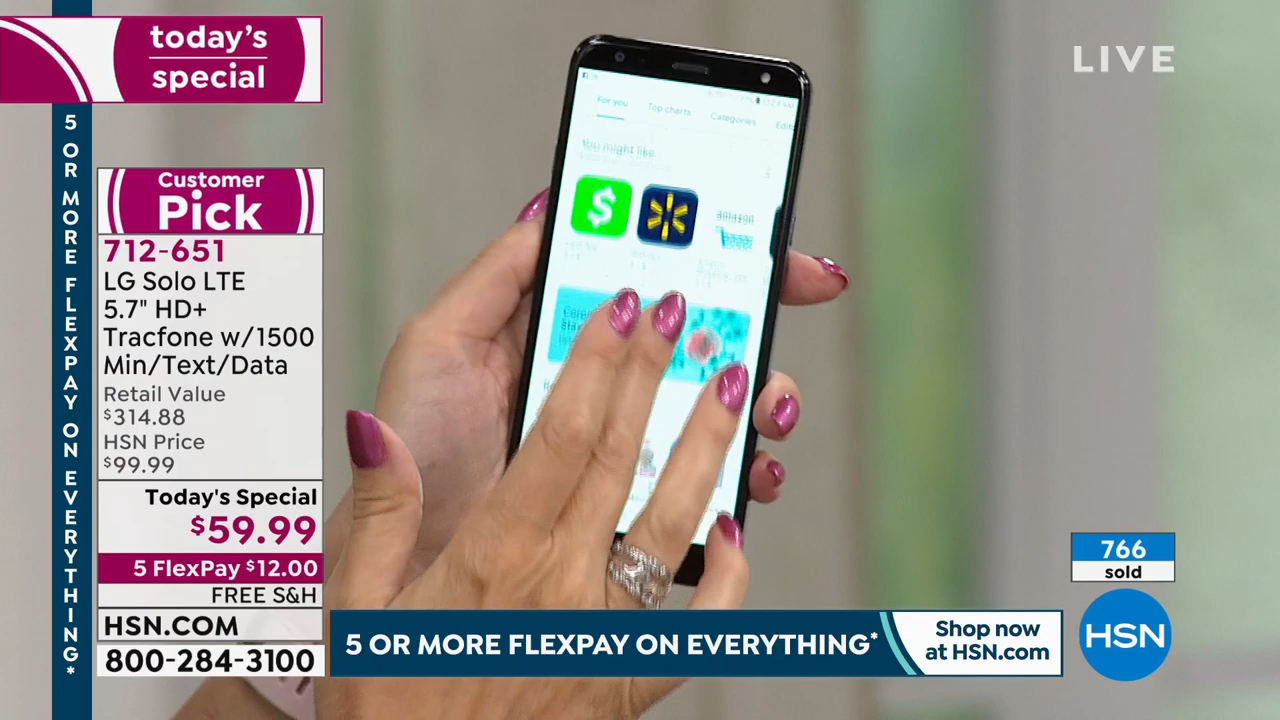 today's
special
5 OR MORE FLEXPAY ON EVERYTHING*
Customer
Pick
712-651
LG Solo LTE
5.7" HD+
Tracfone w/1500
Min/Text/Data
Retail Value
$314.88
HSN Price
$99.99
Today's Special
$59.99
5 FlexPay $12.00
FREE S&H
HSN.COM
800-284-3100
LIVE
For you
Top charts
Categories
You might like
$
amazon
766
sold
5 OR MORE FLEXPAY ON EVERYTHING*
Shop now
at HSN.com
HSN